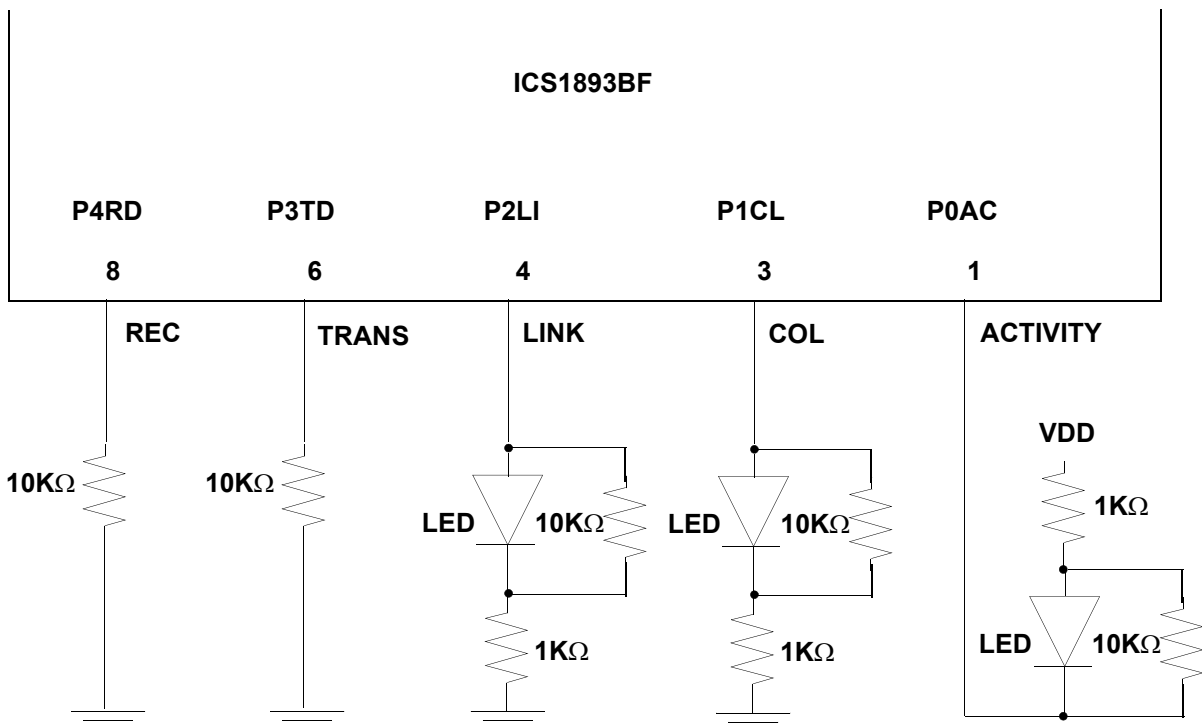 ICS1893BF
P4RD P3TD P2LI P1CL P0AC
8 6 4 3 1
REC TRANS LINK COL ACTIVITY
VDD
10KΩ 10KΩ
1KΩ
LED 10KΩ LED 10KΩ
LED 10KΩ
1KΩ 1KΩ